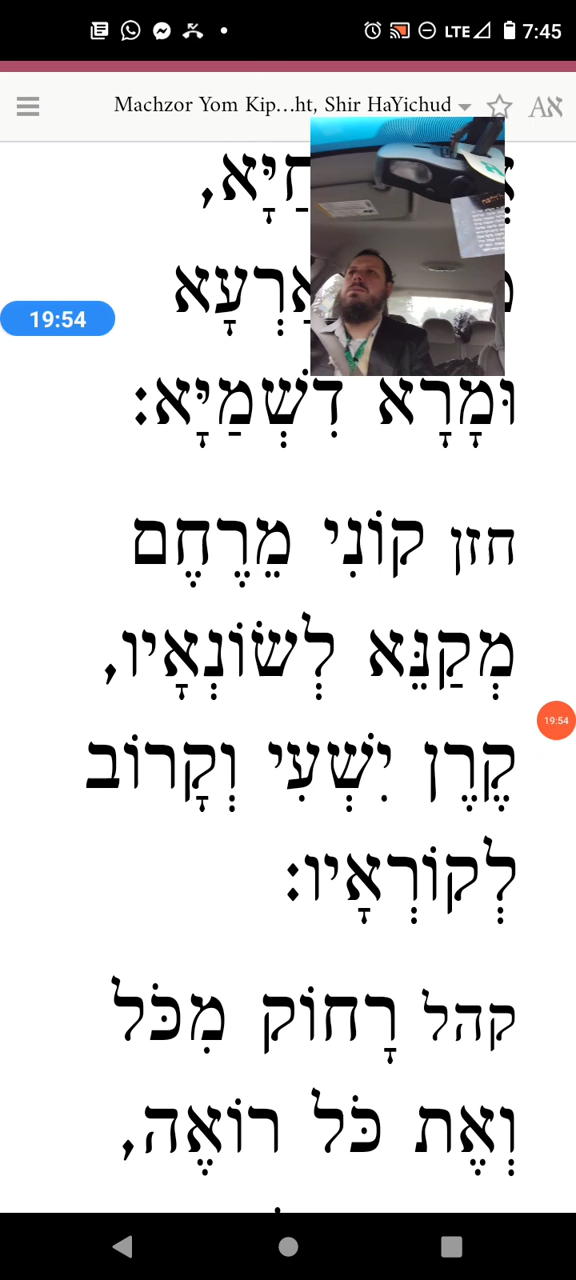 7:45
LTE
Machzor Yom Kip…ht, Shir HaYichud
Aא
19:54
וּמָרָא דִשְׁמַיָּא:
חזן קוֹנִי מֵרֶחֶם
מְקַנֵּא לְשׂוֹנְאָיו,
19:54
קֶרֶן יִשְׁעִי וְקָרוֹב
לְקוֹרְאָיו:
קהל רָחוֹק מִכֹּל
וְאֶת כֹּל רוֹאֶה,